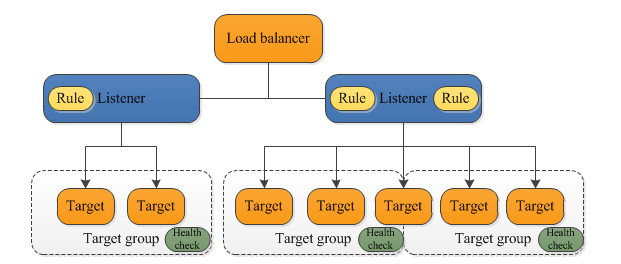 Load balancer
Rule Listener
Rule Listener Rule
Target Target
Target Target Target Target Target
Target group Health check
Target group Health check
Target group Health check